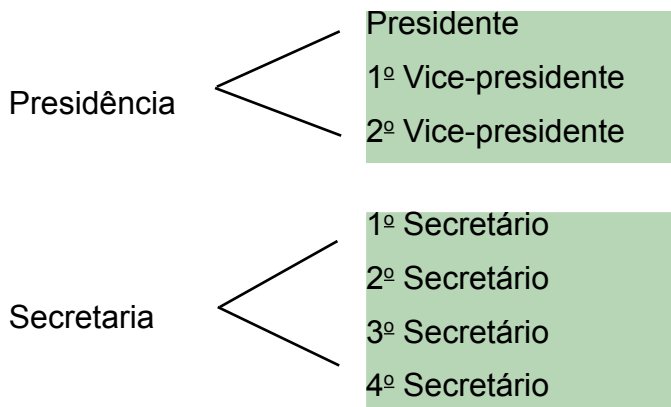 Presidência
Presidente
1º Vice-presidente
2º Vice-presidente
Secretaria
1º Secretário
2º Secretário
3º Secretário
4º Secretário